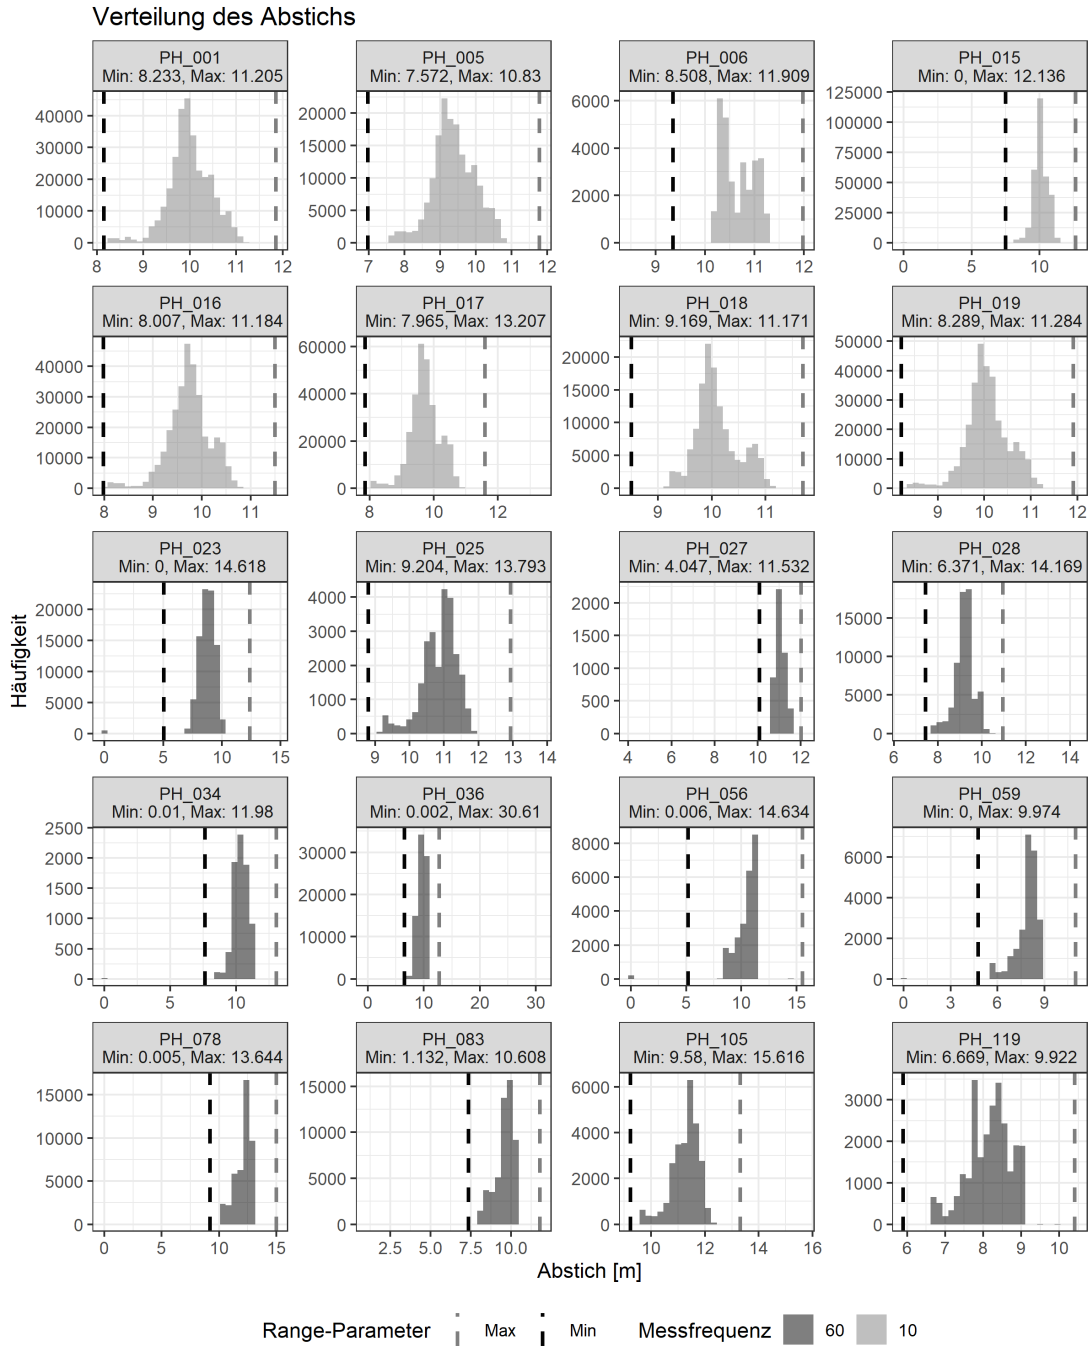 Verteilung des Abstichs
PH_001
Min: 8.233, Max: 11.205
PH_005
Min: 7.572, Max: 10.83
PH_006
Min: 8.508, Max: 11.909
PH_015
Min: 0, Max: 12.136
40000
30000
20000
10000
0
8 9 10 11 12
20000
15000
10000
5000
0
7 8 9 10 11 12
6000
4000
2000
0
9 10 11 12
125000
100000
75000
50000
25000
0
0 5 10
PH_016
Min: 8.007, Max: 11.184
PH_017
Min: 7.965, Max: 13.207
PH_018
Min: 9.169, Max: 11.171
PH_019
Min: 8.289, Max: 11.284
40000
30000
20000
10000
0
8 9 10 11
60000
40000
20000
0
8 10 12
20000
15000
10000
5000
0
9 10 11
50000
40000
30000
20000
10000
0
9 10 11 12
PH_023
Min: 0, Max: 14.618
PH_025
Min: 9.204, Max: 13.793
PH_027
Min: 4.047, Max: 11.532
PH_028
Min: 6.371, Max: 14.169
20000
15000
10000
5000
0
0 5 10 15
4000
3000
2000
1000
0
9 10 11 12 13 14
2000
1500
1000
500
0
4 6 8 10 12
15000
10000
5000
0
6 8 10 12 14
PH_034
Min: 0.01, Max: 11.98
PH_036
Min: 0.002, Max: 30.61
PH_056
Min: 0.006, Max: 14.634
PH_059
Min: 0, Max: 9.974
2500
2000
1500
1000
500
0
0 5 10
30000
20000
10000
0
0 10 20 30
8000
6000
4000
2000
0
0 5 10 15
6000
4000
2000
0
0 3 6 9
PH_078
Min: 0.005, Max: 13.644
PH_083
Min: 1.132, Max: 10.608
PH_105
Min: 9.58, Max: 15.616
PH_119
Min: 6.669, Max: 9.922
15000
10000
5000
0
0 5 10 15
15000
10000
5000
0
2.5 5.0 7.5 10.0
6000
4000
2000
0
10 12 14 16
3000
2000
1000
0
6 7 8 9 10
Häufigkeit
Abstich [m]
Range-Parameter Max Min Messfrequenz 60 10